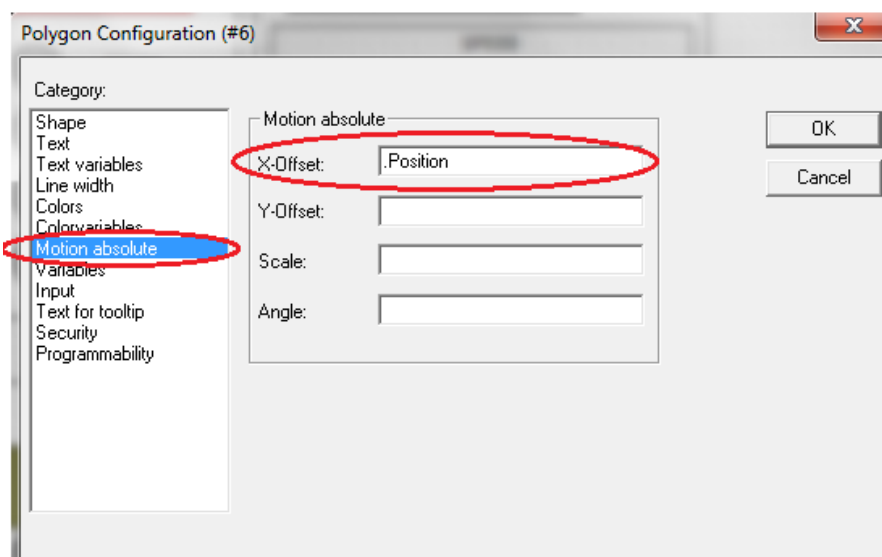 Polygon Configuration (#6)
X
Category:
Shape
Text
Text variables
Line width
Colors
Colorvariables
Motion absolute
Variables
Input
Text for tooltip
Security
Programmability
Motion absolute
X-Offset: .Position
Y-Offset:
Scale:
Angle:
OK
Cancel